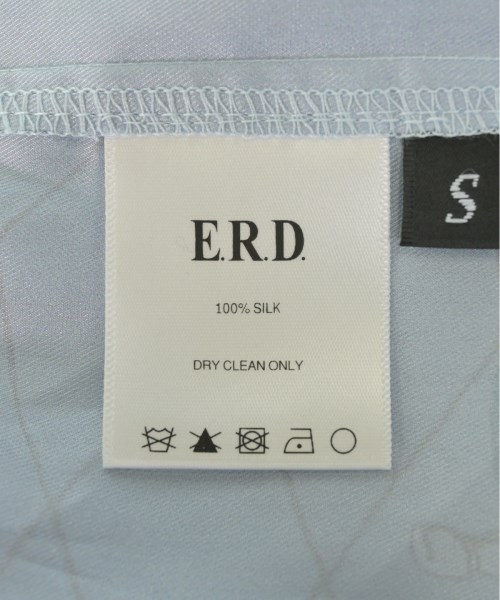 E.R.D.
100% SILK
DRY CLEAN ONLY
S